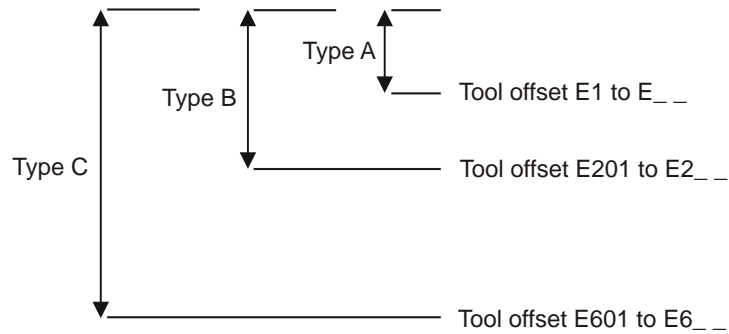 Type A
Tool offset E1 to E_ _
Type B
Tool offset E201 to E2_ _
Type C
Tool offset E601 to E6_ _